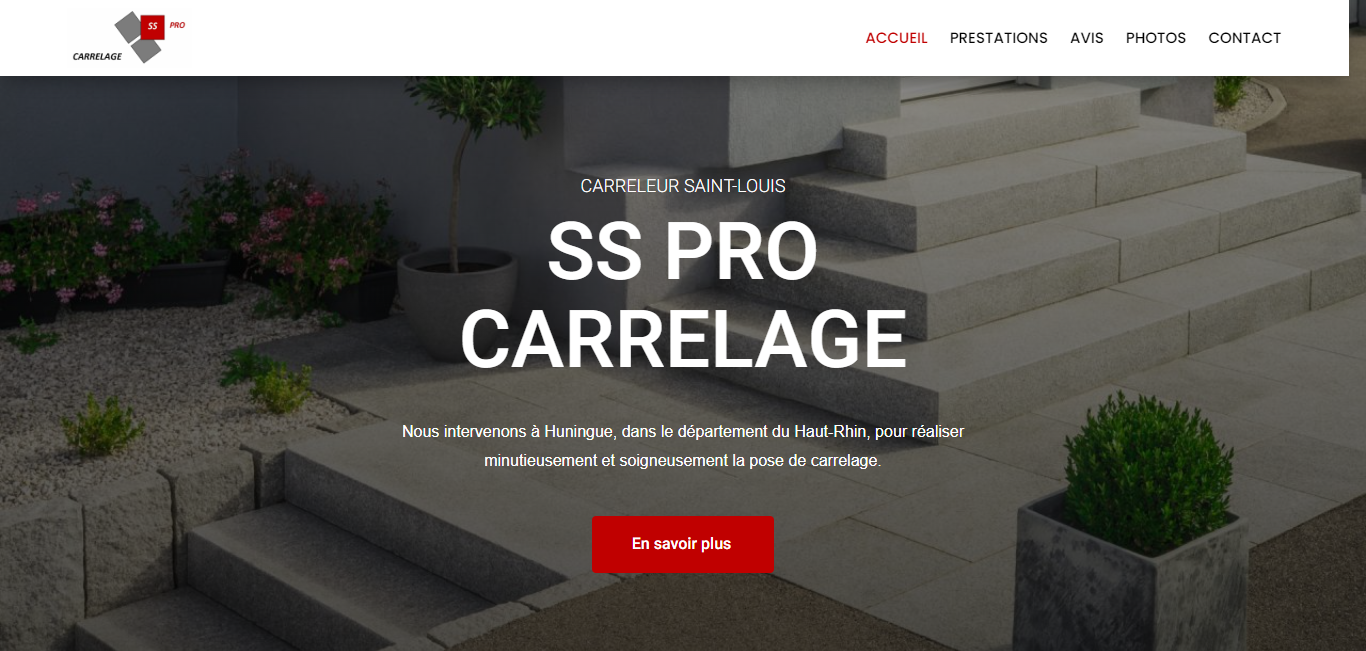 SS PRO
CARRELAGE
ACCUEIL PRESTATIONS AVIS PHOTOS CONTACT
CARRELEUR SAINT-LOUIS
SS PRO
CARRELAGE
Nous intervenons à Huningue, dans le département du Haut-Rhin, pour réaliser
minutieusement et soigneusement la pose de carrelage.
En savoir plus